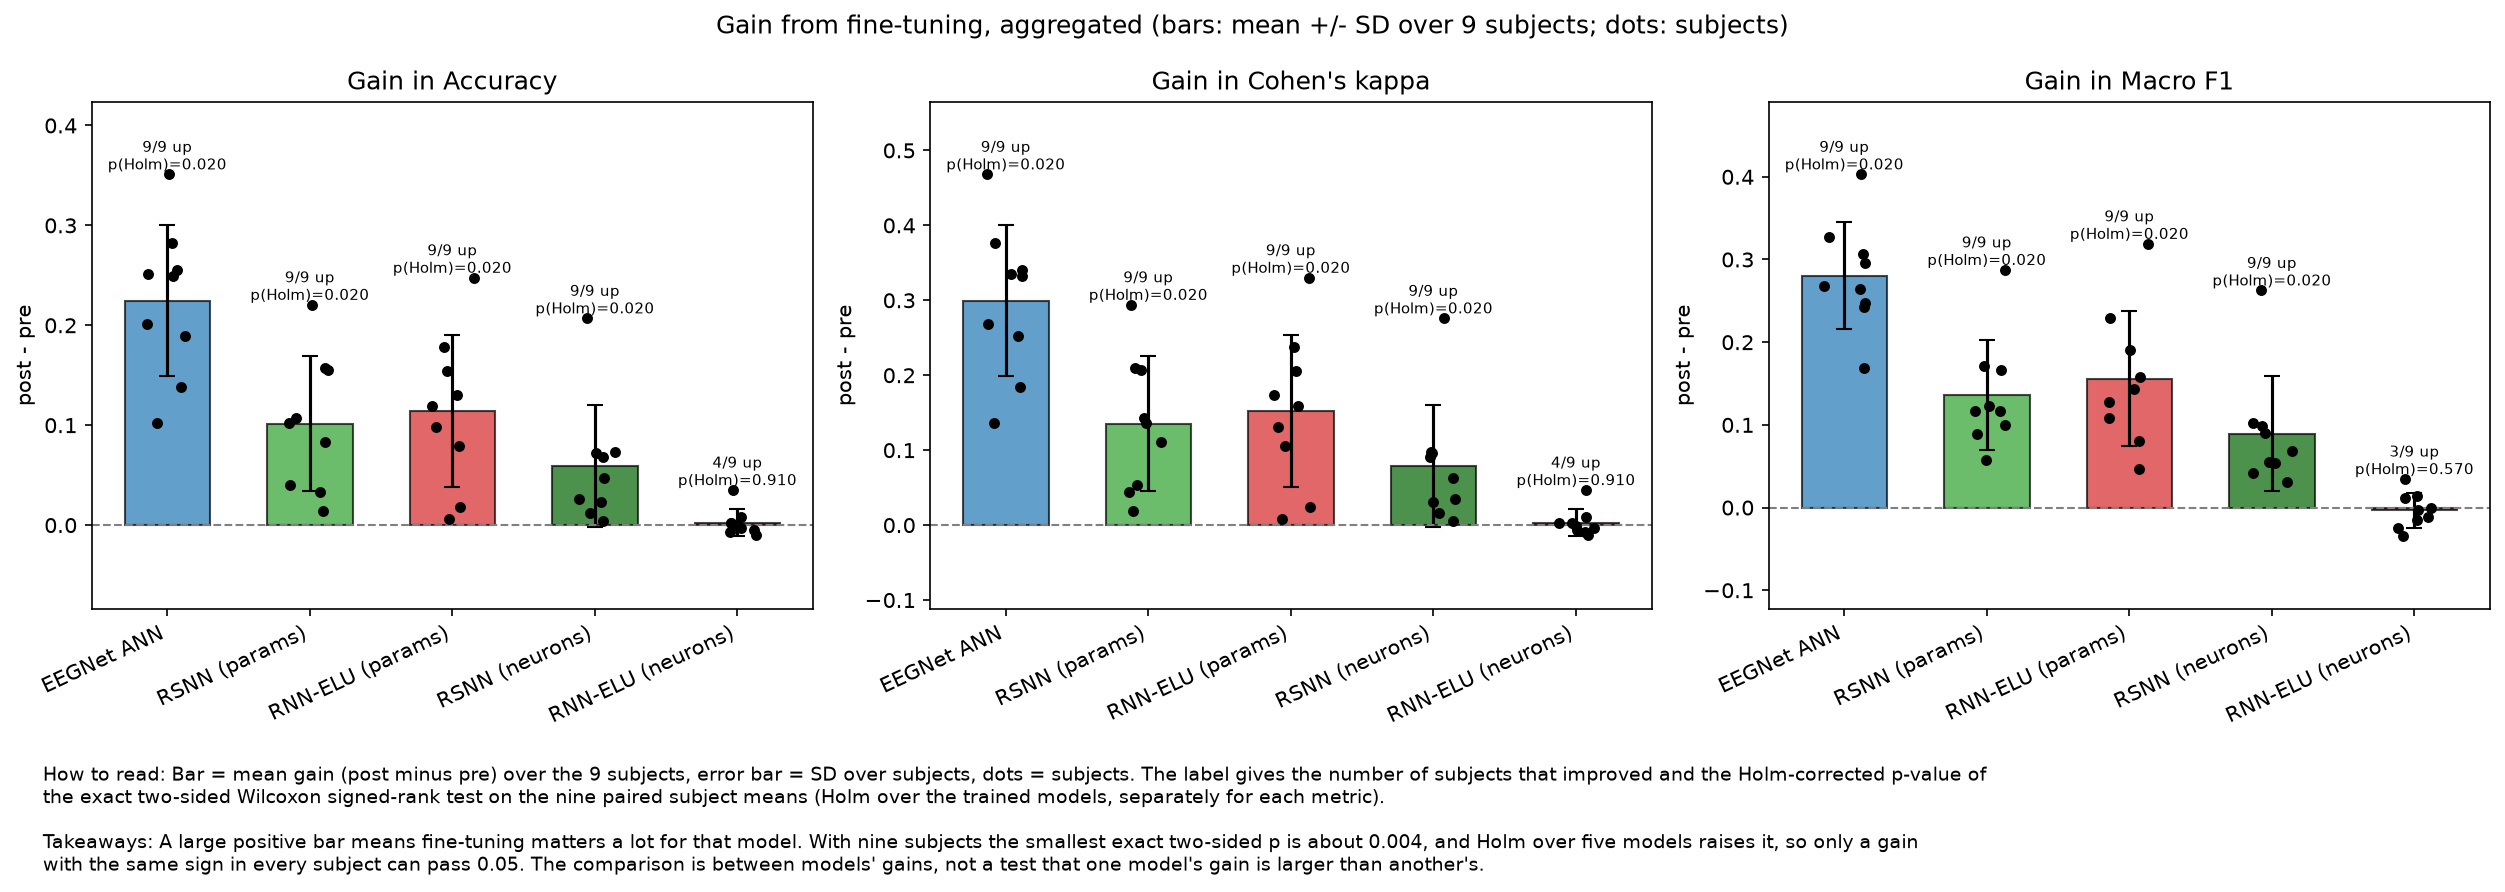 Gain from fine-tuning, aggregated (bars: mean +/- SD over 9 subjects; dots: subjects)
Gain in Accuracy
post - pre
0.4
0.3
0.2
0.1
0.0
9/9 up
p(Holm)=0.020
9/9 up
p(Holm)=0.020
9/9 up
p(Holm)=0.020
9/9 up
p(Holm)=0.020
4/9 up
p(Holm)=0.910
EEGNet ANN
RSNN (params)
RNN-ELU (params)
RSNN (neurons)
RNN-ELU (neurons)
Gain in Cohen's kappa
post - pre
0.5
0.4
0.3
0.2
0.1
0.0
−0.1
9/9 up
p(Holm)=0.020
9/9 up
p(Holm)=0.020
9/9 up
p(Holm)=0.020
9/9 up
p(Holm)=0.020
4/9 up
p(Holm)=0.910
EEGNet ANN
RSNN (params)
RNN-ELU (params)
RSNN (neurons)
RNN-ELU (neurons)
Gain in Macro F1
post - pre
0.4
0.3
0.2
0.1
0.0
−0.1
9/9 up
p(Holm)=0.020
9/9 up
p(Holm)=0.020
9/9 up
p(Holm)=0.020
9/9 up
p(Holm)=0.020
3/9 up
p(Holm)=0.570
EEGNet ANN
RSNN (params)
RNN-ELU (params)
RSNN (neurons)
RNN-ELU (neurons)
How to read: Bar = mean gain (post minus pre) over the 9 subjects, error bar = SD over subjects, dots = subjects. The label gives the number of subjects that improved and the Holm-corrected p-value of
the exact two-sided Wilcoxon signed-rank test on the nine paired subject means (Holm over the trained models, separately for each metric).
Takeaways: A large positive bar means fine-tuning matters a lot for that model. With nine subjects the smallest exact two-sided p is about 0.004, and Holm over five models raises it, so only a gain
with the same sign in every subject can pass 0.05. The comparison is between models' gains, not a test that one model's gain is larger than another's.